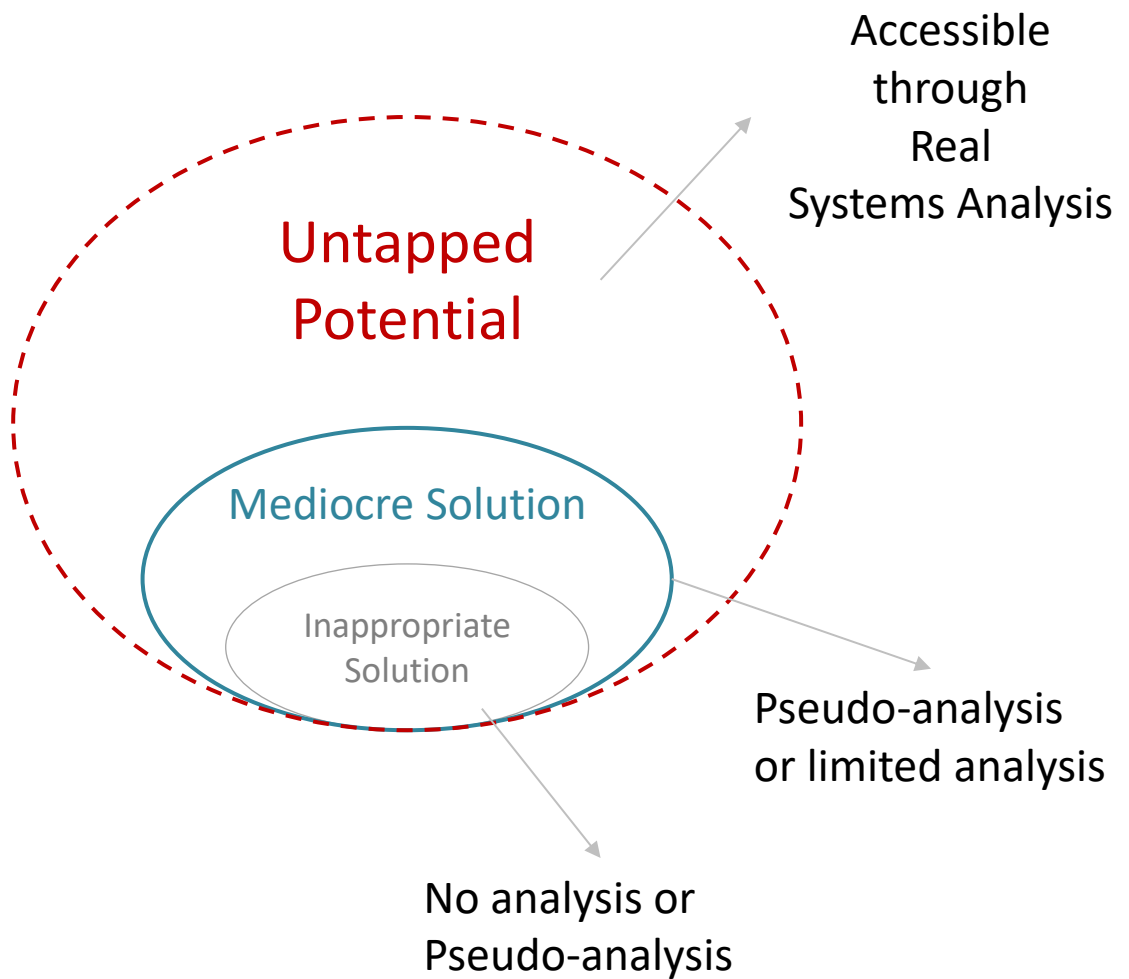 Accessible
through
Real
Systems Analysis
Untapped
Potential
Mediocre Solution
Inappropriate
Solution
Pseudo-analysis
or limited analysis
No analysis or
Pseudo-analysis